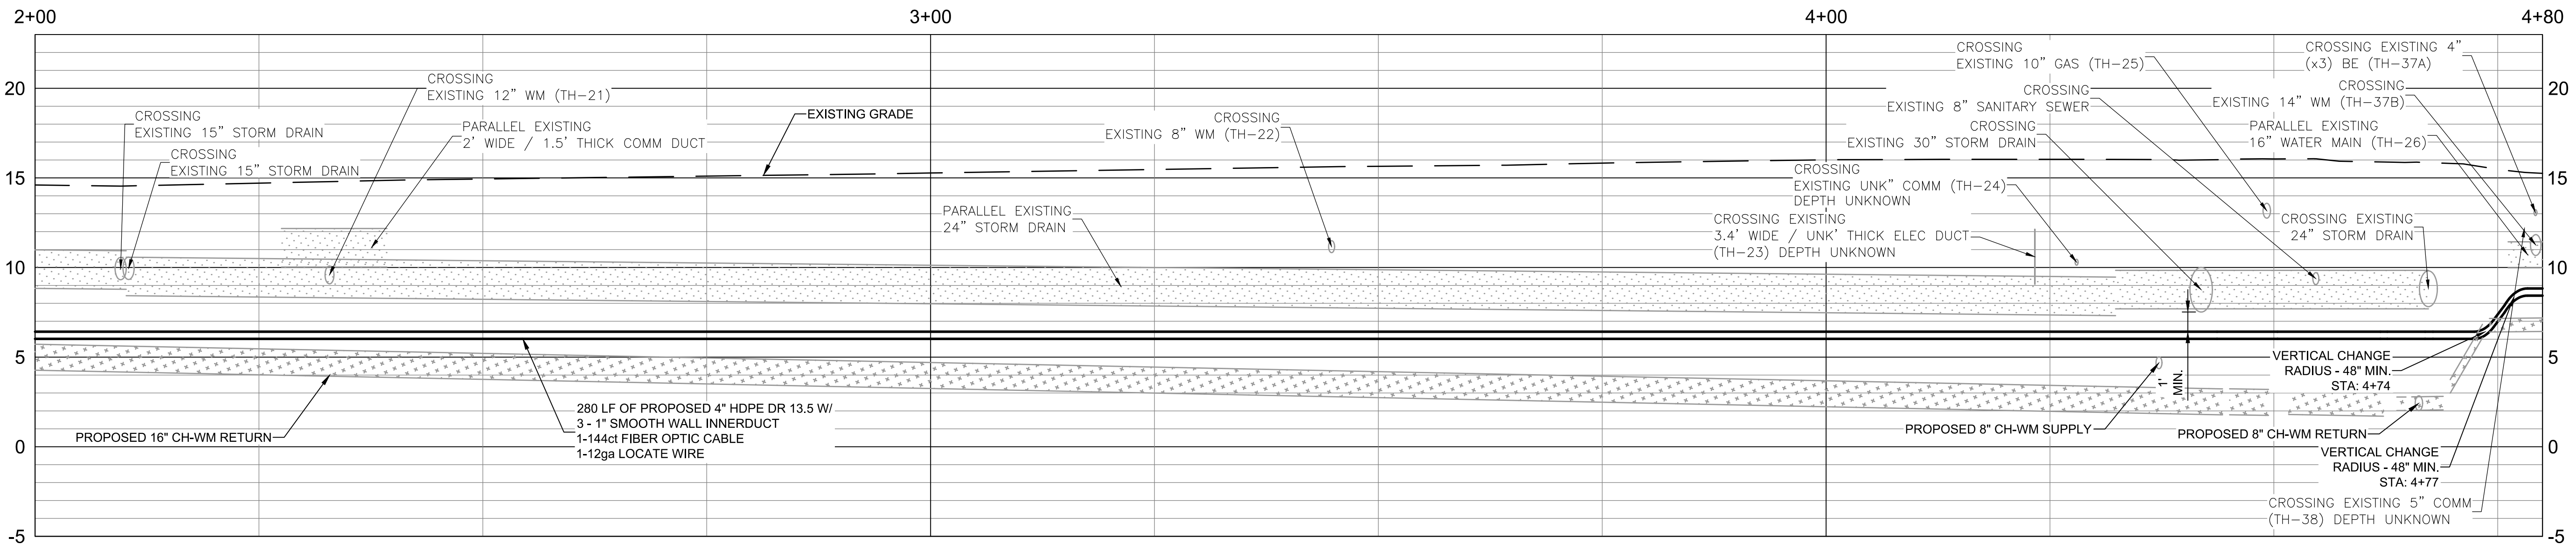 2+00
3+00
4+00
4+80
20
15
10
5
0
-5
20
15
10
5
0
-5
CROSSING
EXISTING 15” STORM DRAIN
CROSSING
EXISTING 15” STORM DRAIN
CROSSING
EXISTING 12” WM (TH-21)
PARALLEL EXISTING
2' WIDE / 1.5' THICK COMM DUCT
EXISTING GRADE
PARALLEL EXISTING
24” STORM DRAIN
CROSSING
EXISTING 8” WM (TH-22)
CROSSING
EXISTING 10” GAS (TH-25)
CROSSING
EXISTING 8” SANITARY SEWER
CROSSING
EXISTING 30” STORM DRAIN
CROSSING
EXISTING UNK” COMM (TH-24)
DEPTH UNKNOWN
CROSSING EXISTING
3.4' WIDE / UNK' THICK ELEC DUCT
(TH-23) DEPTH UNKNOWN
CROSSING EXISTING 4”
(x3) BE (TH-37A)
CROSSING
EXISTING 14” WM (TH-37B)
PARALLEL EXISTING
16” WATER MAIN (TH-26)
CROSSING EXISTING
24” STORM DRAIN
PROPOSED 16" CH-WM RETURN
280 LF OF PROPOSED 4" HDPE DR 13.5 W/
3 - 1" SMOOTH WALL INNERDUCT
1-144ct FIBER OPTIC CABLE
1-12ga LOCATE WIRE
1'
MIN.
PROPOSED 8" CH-WM SUPPLY
PROPOSED 8" CH-WM RETURN
VERTICAL CHANGE
RADIUS - 48" MIN.
STA: 4+74
VERTICAL CHANGE
RADIUS - 48" MIN.
STA: 4+77
CROSSING EXISTING 5” COMM
(TH-38) DEPTH UNKNOWN